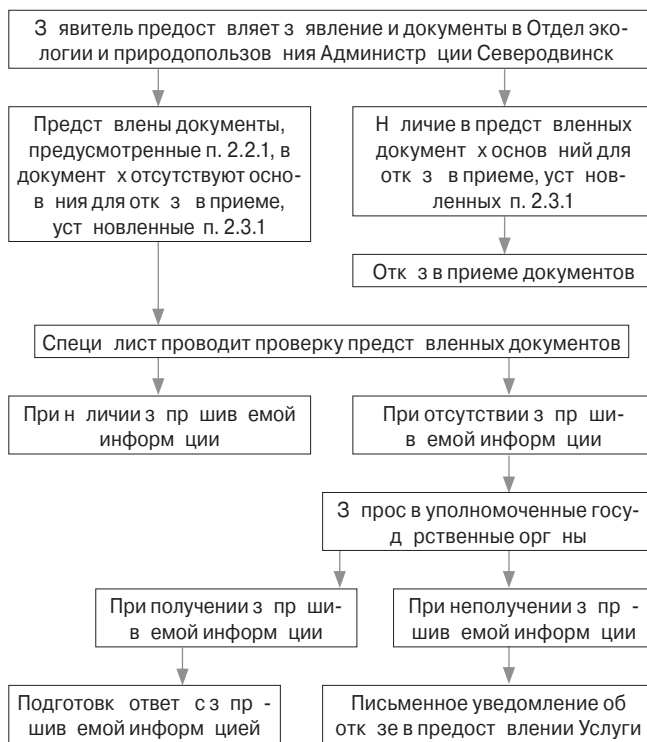 З явитель предост вляет з явление и документы в Отдел эко-
логии и природопользов ния Администр ции Северодвинск
Предст влены документы,
предусмотренные п. 2.2.1, в
документ х отсутствуют осно-
в ния для отк з в приеме,
уст новленные п. 2.3.1
Н личие в предст вленных
документ х основ ний для
отк з в приеме, уст нов-
ленных п. 2.3.1
Отк з в приеме документов
Специ лист проводит проверку предст вленных документов
При н личии з пр шив емой
информ ции
При отсутствии з пр ши-
в емой информ ции
З прос в уполномоченные госу-
д рственные орг ны
При получении з пр ши-
в емой информ ции
При неполучении з пр -
шив емой информ ции
Подготовк ответ с з пр -
шив емой информ цией
Письменное уведомление об
отк зе в предост влении Услуги